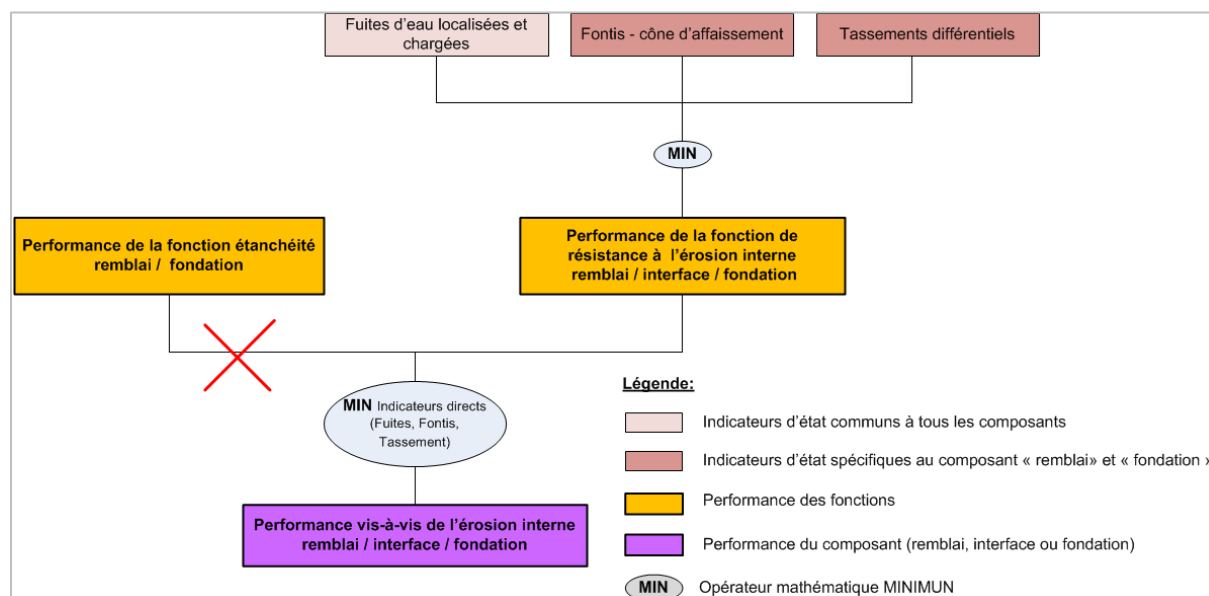 Fuites d'eau localisées et
chargées
Fontis - cône d'affaissement
Tassements différentiels
MIN
Performance de la fonction étanchéité
remblai / fondation
Performance de la fonction de
résistance à l'érosion interne
remblai / interface / fondation
MIN Indicateurs directs
(Fuites, Fontis,
Tassement)
Performance vis-à-vis de l'érosion interne
remblai / interface / fondation
Légende:
Indicateurs d'état communs à tous les composants
Indicateurs d'état spécifiques au composant « remblai» et « fondation »
Performance des fonctions
Performance du composant (remblai, interface ou fondation)
MIN Opérateur mathématique MINIMUN